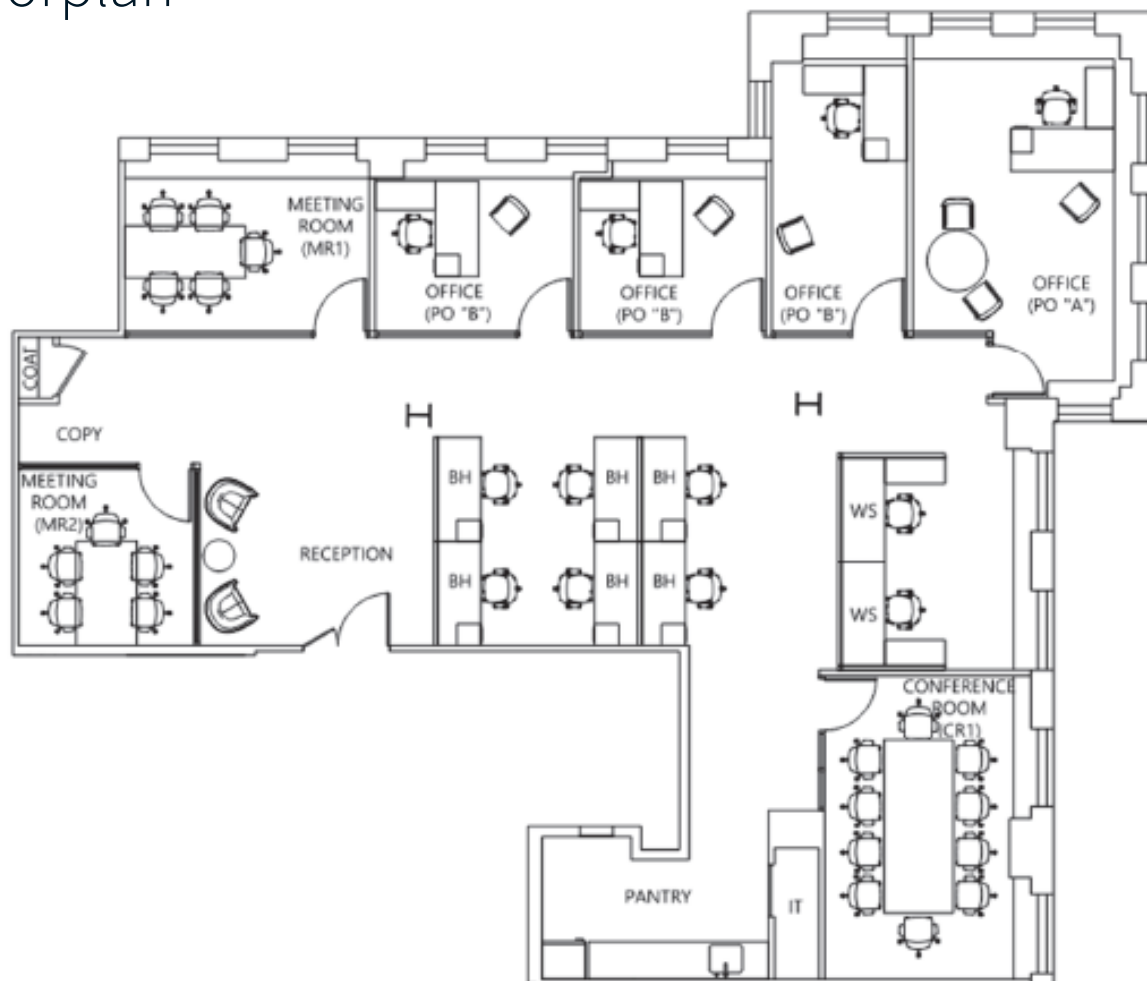 orplan
MEETING
ROOM
(MR1)
OFFICE
(PO "B")
OFFICE
(PO "B")
OFFICE
(PO "B")
OFFICE
(PO "A")
COAT
COPY
MEETING
ROOM
(MR2)
RECEPTION
BH
BH
BH
BH
BH
BH
WS
WS
CONFERENCE
ROOM
(CR1)
PANTRY
IT